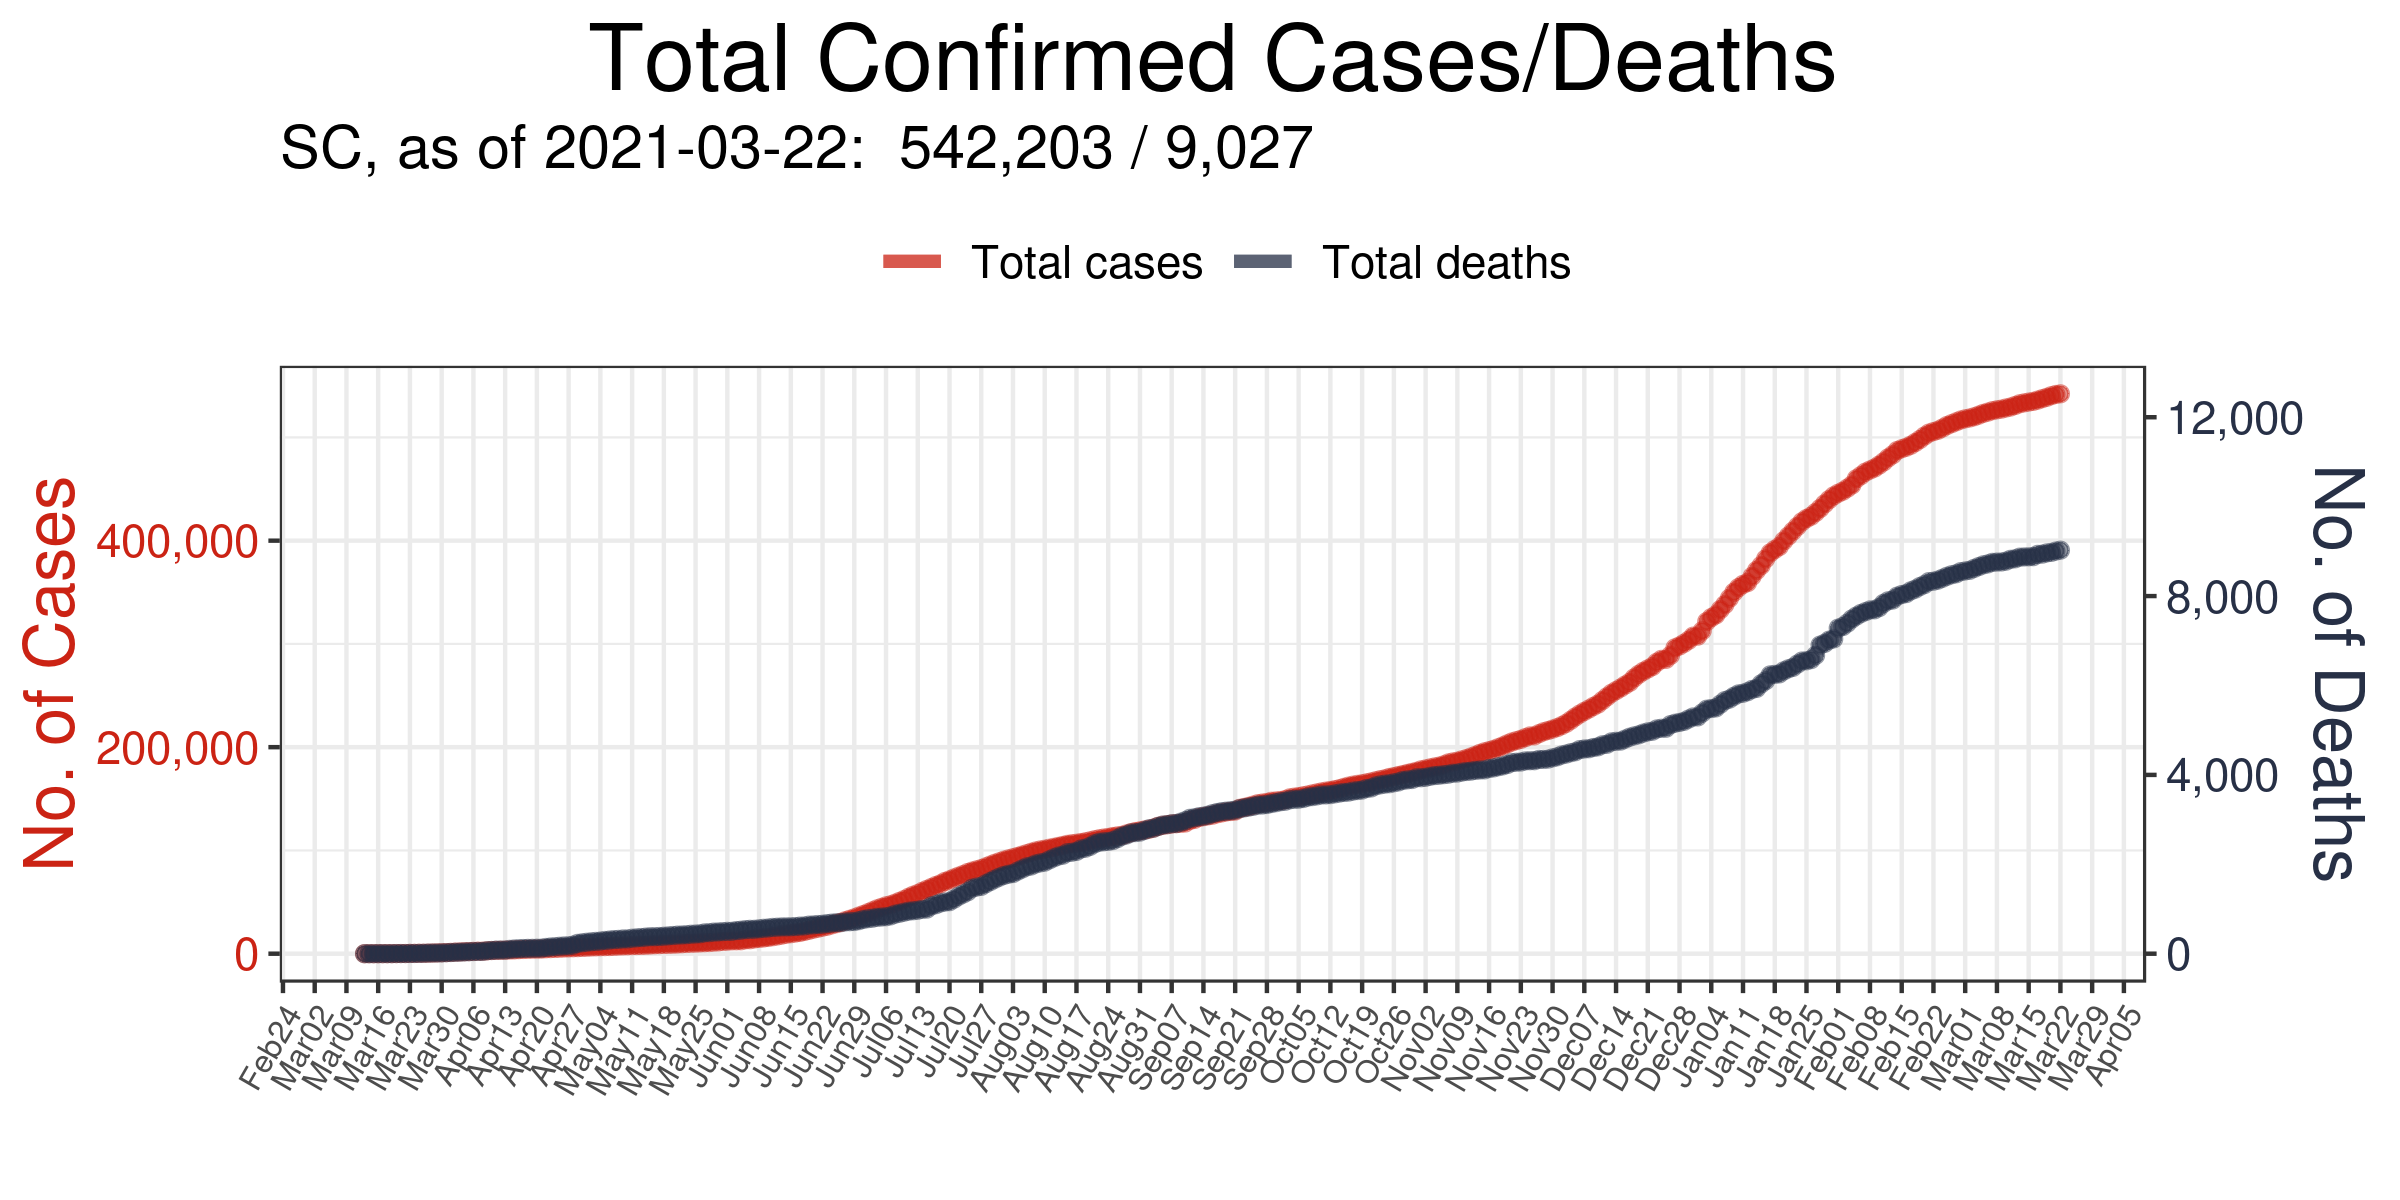 Total Confirmed Cases/Deaths
SC, as of 2021-03-22:  542,203 / 9,027
Total cases
Total deaths
No. of Cases
400,000
200,000
0
12,000
8,000
4,000
0
No. of Deaths
Feb24
Mar02
Mar09
Mar16
Mar23
Mar30
Apr06
Apr13
Apr20
Apr27
May04
May11
May18
May25
Jun01
Jun08
Jun15
Jun22
Jun29
Jul06
Jul13
Jul20
Jul27
Aug03
Aug10
Aug17
Aug24
Aug31
Sep07
Sep14
Sep21
Sep28
Oct05
Oct12
Oct19
Oct26
Nov02
Nov09
Nov16
Nov23
Nov30
Dec07
Dec14
Dec21
Dec28
Jan04
Jan11
Jan18
Jan25
Feb01
Feb08
Feb15
Feb22
Mar01
Mar08
Mar15
Mar22
Mar29
Apr05